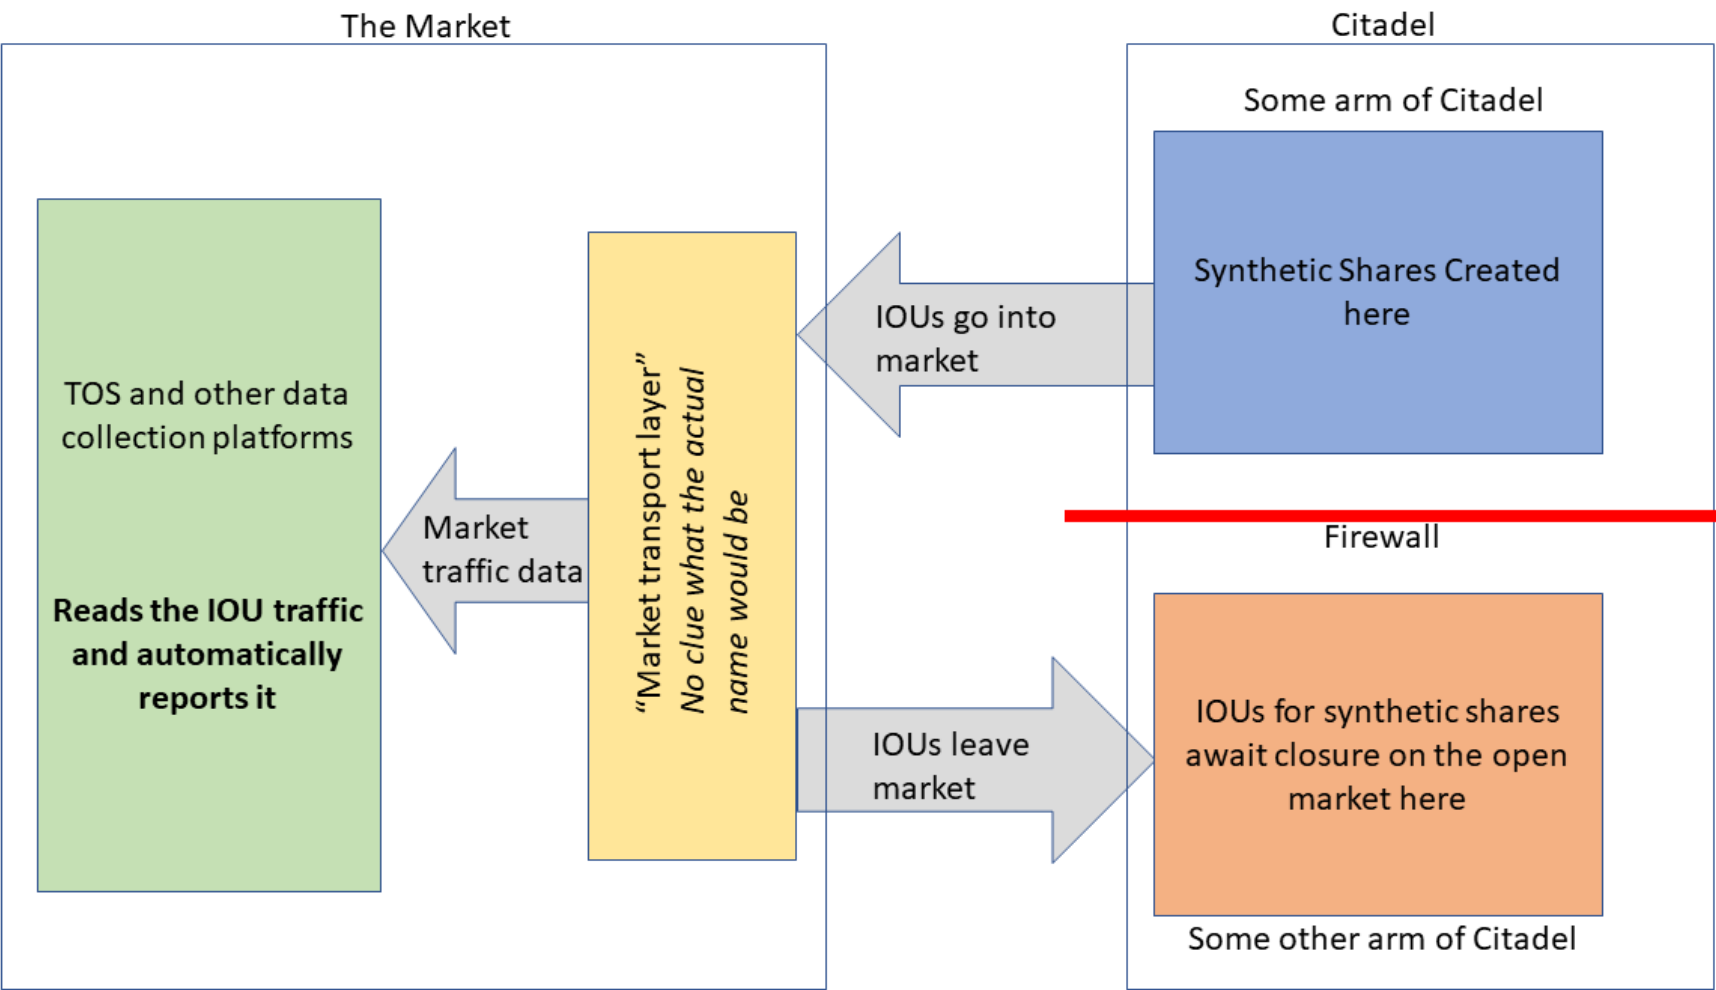 The Market
Citadel
Some arm of Citadel
Synthetic Shares Created
here
IOUs go into
market
"Market transport layer"
No clue what the actual
name would be
TOS and other data
collection platforms
Reads the IOU traffic
and automatically
reports it
Market
traffic data
Firewall
IOUs leave
market
IOUs for synthetic shares
await closure on the open
market here
Some other arm of Citadel